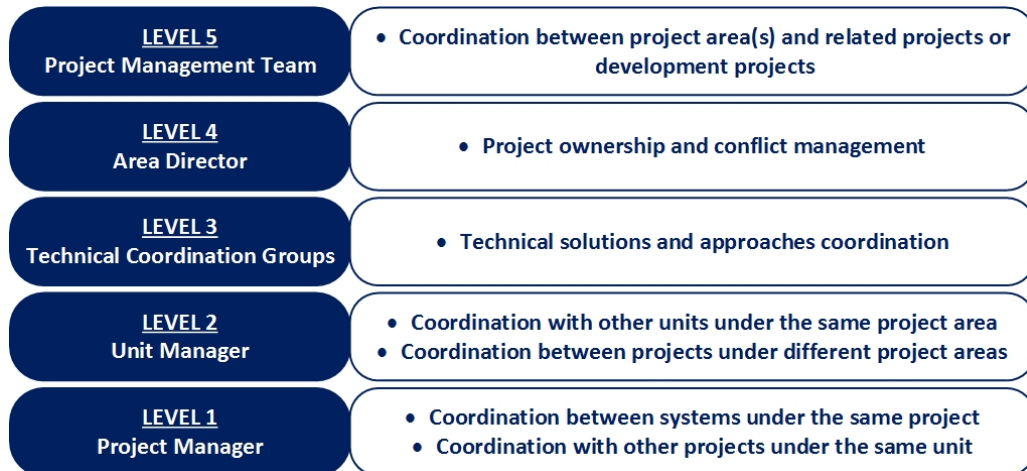 LEVEL 5
Project Management Team
• Coordination between project area(s) and related projects or
development projects
LEVEL 4
Area Director
• Project ownership and conflict management
LEVEL 3
Technical Coordination Groups
• Technical solutions and approaches coordination
LEVEL 2
Unit Manager
• Coordination with other units under the same project area
• Coordination between projects under different project areas
LEVEL 1
Project Manager
• Coordination between systems under the same project
• Coordination with other projects under the same unit